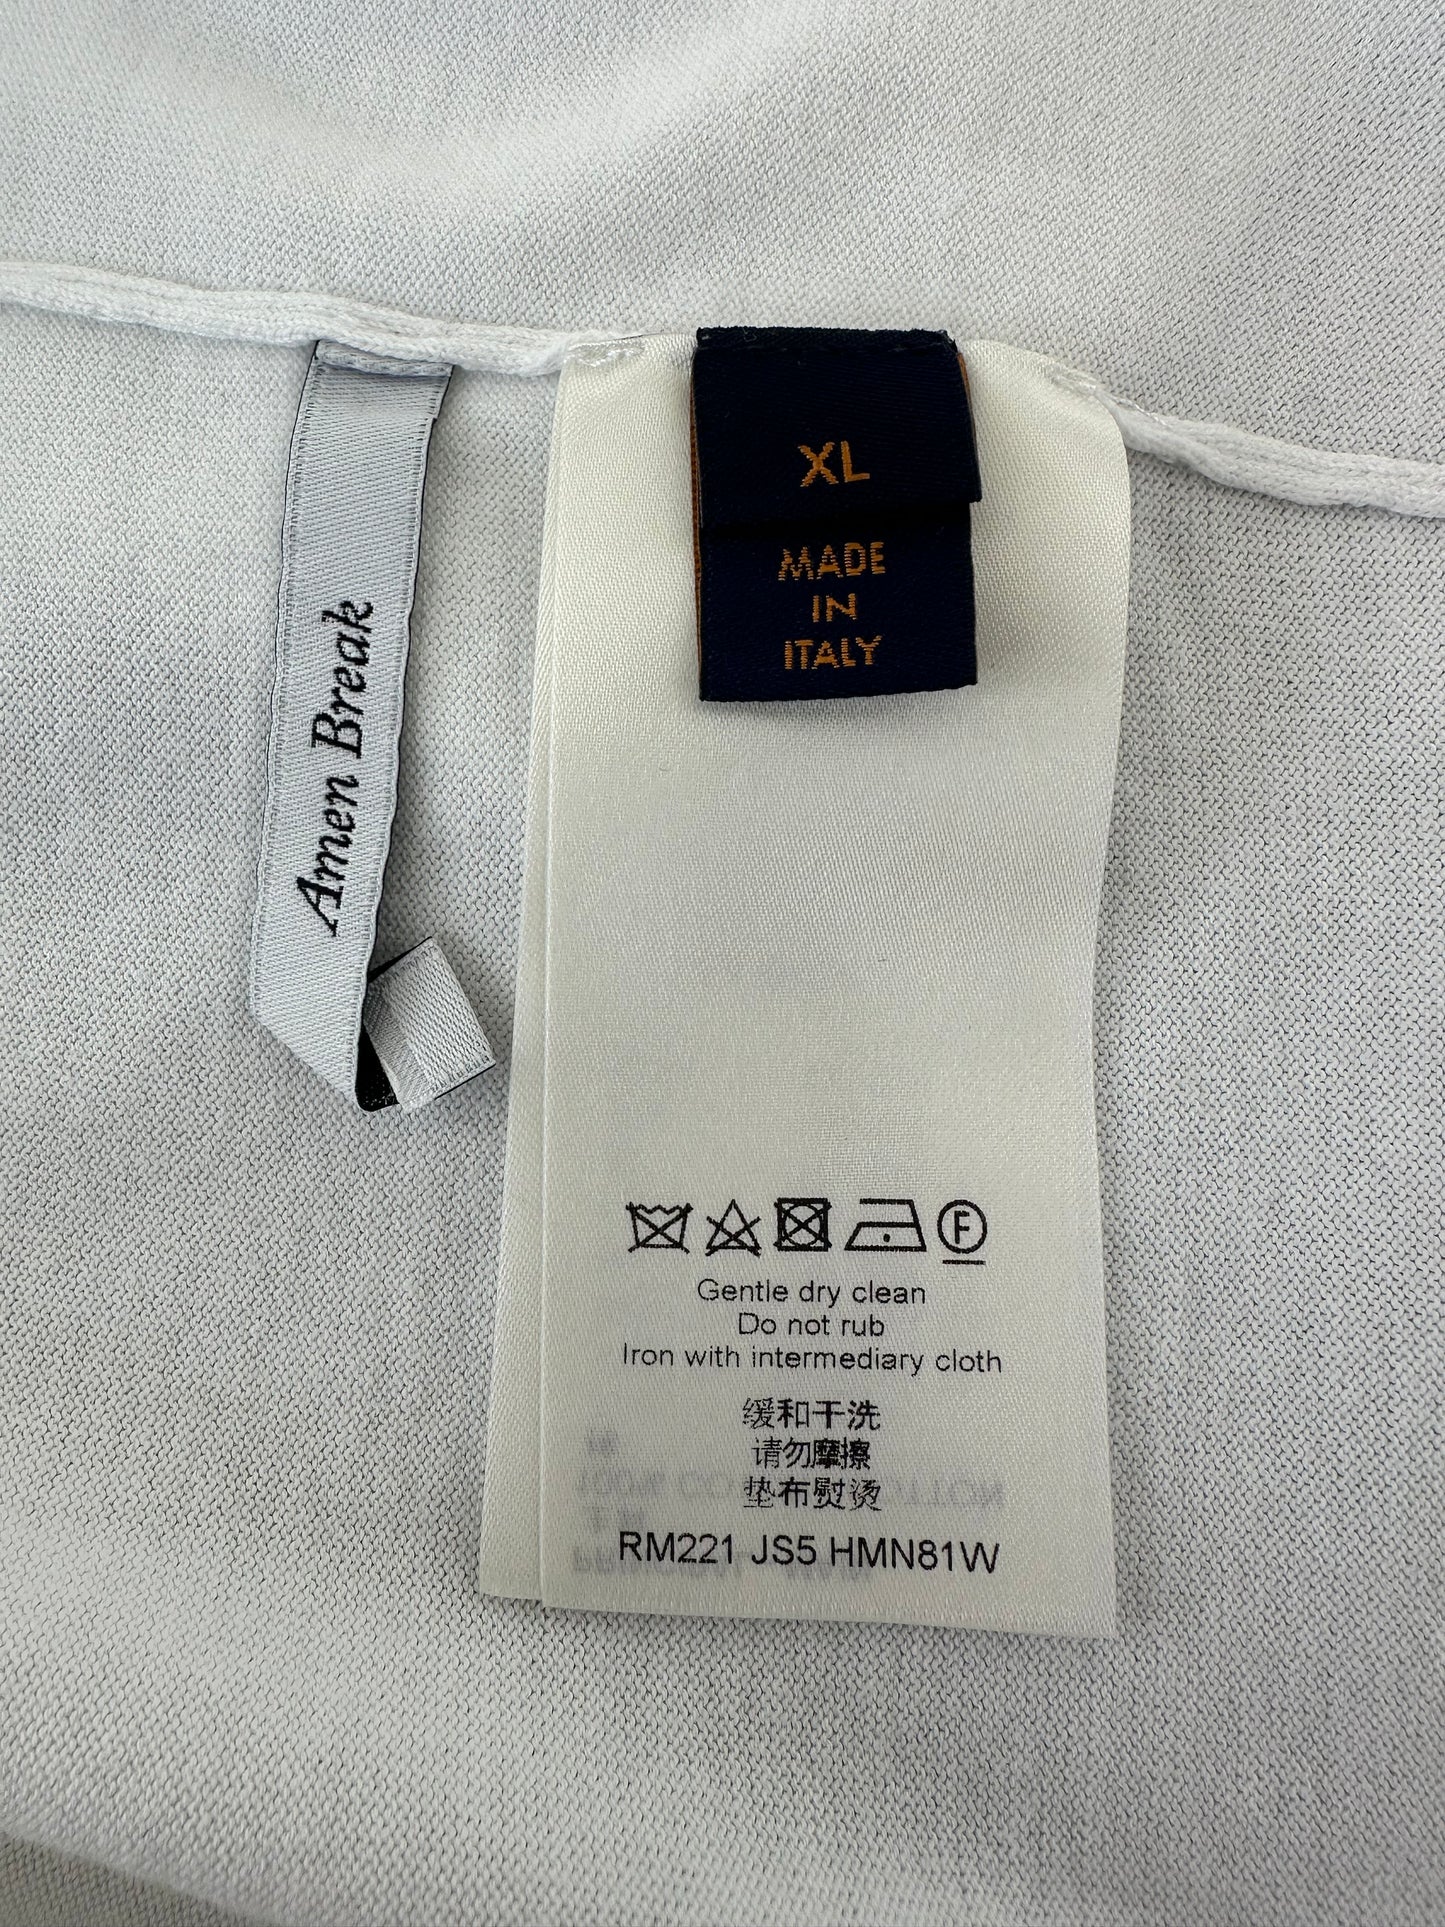 Amen Break
XL
MADE
IN
ITALY
F
Gentle dry clean
Do not rub
Iron with intermediary cloth
缓和干洗
请勿摩擦
垫布熨烫
RM221 JS5 HMN81W